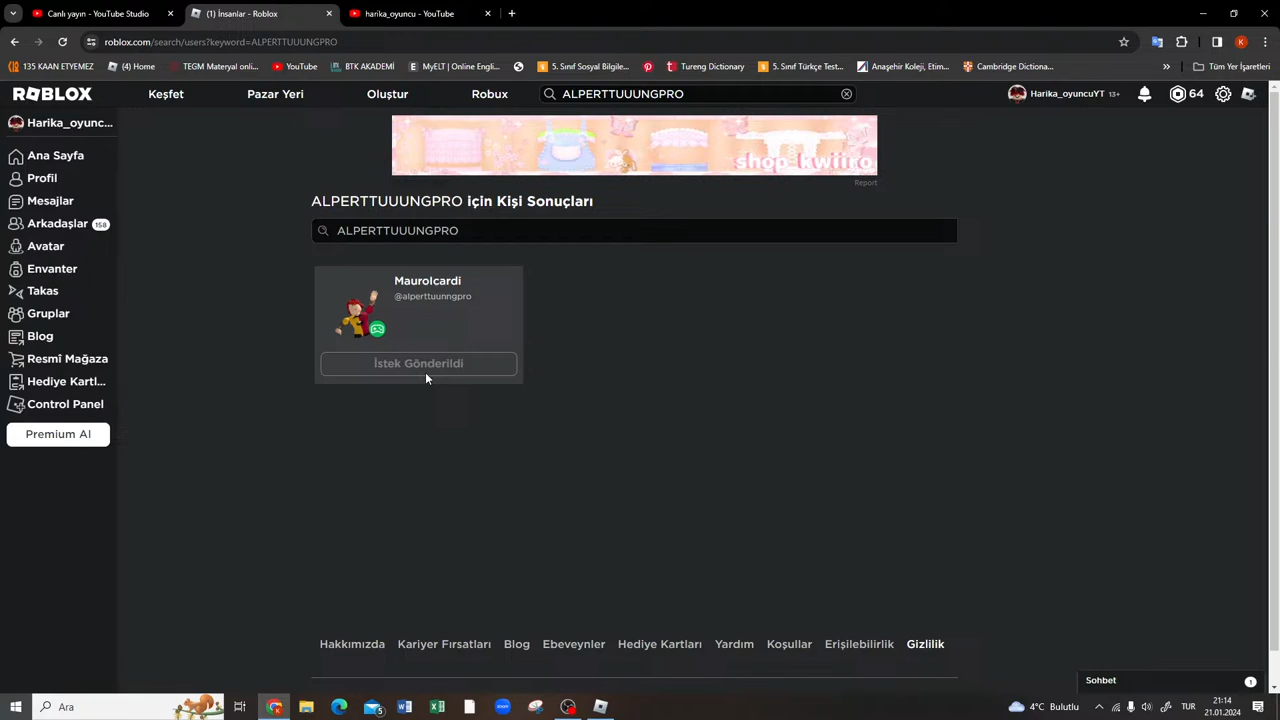 Canlı yayın - YouTube Studio
(1) İnsanlar - Roblox
harika_oyuncu - YouTube
roblox.com/search/users?keyword=ALPERTTUUUNGPRO
135 KAAN ETYEMEZ
(4) Home
TEGM Materyal onli...
YouTube
BTK AKADEMİ
MyELT | Online Engli...
5. Sınıf Sosyal Bilgile...
Tureng Dictionary
5. Sınıf Türkçe Test...
Anaşehir Koleji, Etim...
Cambridge Dictiona...
Tüm Yer İşaretleri
ROBLOX
Keşfet
Pazar Yeri
Oluştur
Robux
ALPERTTUUUNGPRO
Harika_oyuncuYT 13+
64
Harika_oyunc...
shop kwiiro
Report
Ana Sayfa
Profil
Mesajlar
Arkadaşlar 158
Avatar
Envanter
Takas
Gruplar
Blog
Resmî Mağaza
Hediye Kartl...
Control Panel
Premium Al
ALPERTTUUUNGPRO için Kişi Sonuçları
ALPERTTUUUNGPRO
MauroIcardi
@alperttuunngpro
İstek Gönderildi
Hakkımızda
Kariyer Fırsatları
Blog
Ebeveynler
Hediye Kartları
Yardım
Koşullar
Erişilebilirlik
Gizlilik
Sohbet
1
Ara
5
4°C Bulutlu
TUR
21:14
21.01.2024